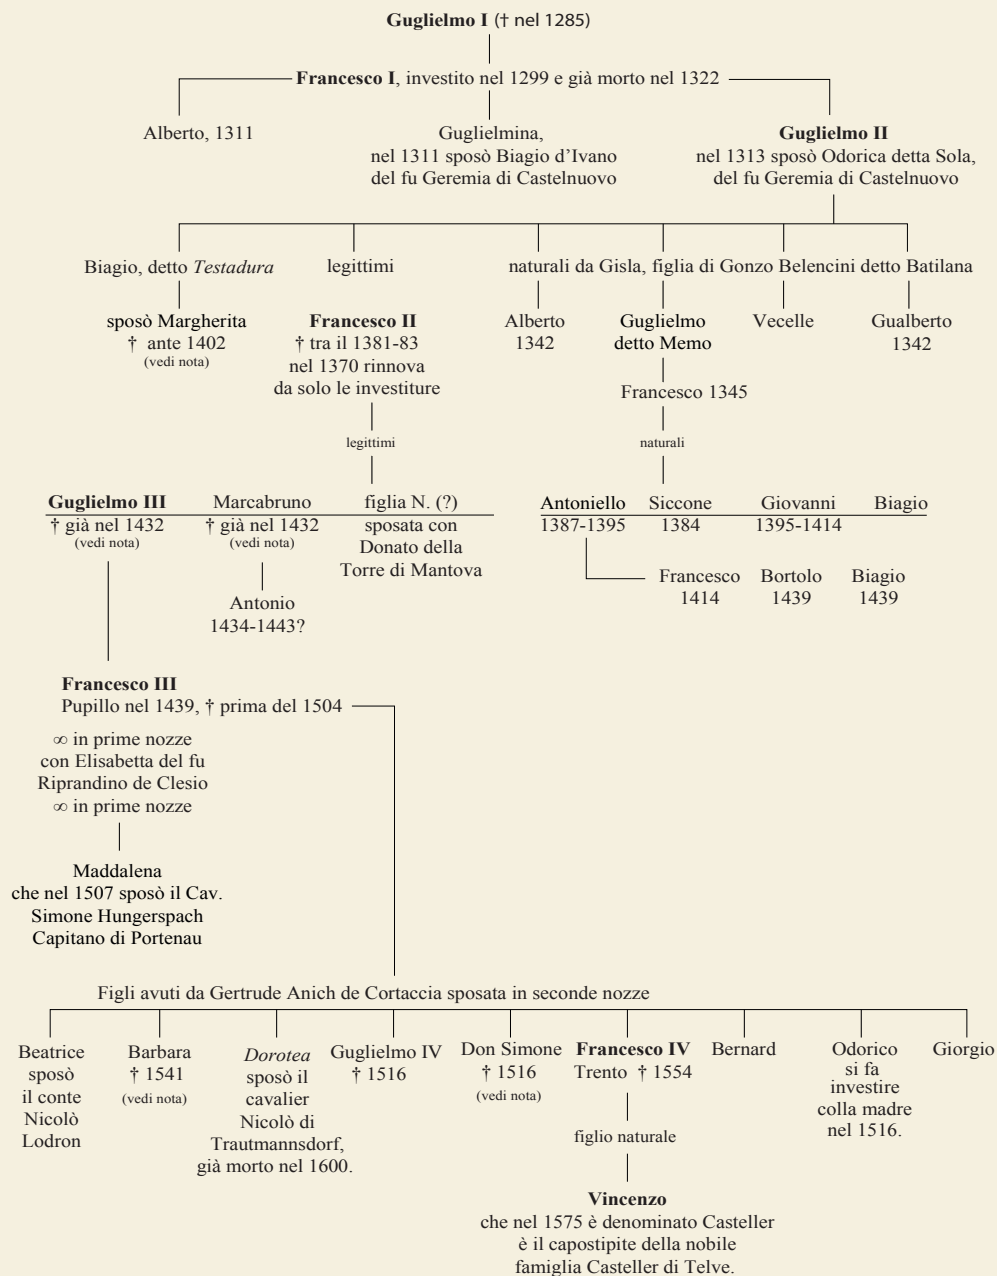 Guglielmo I († nel 1285)
Francesco I, investito nel 1299 e già morto nel 1322
Alberto, 1311
Guglielmina,
nel 1311 sposò Biagio d'Ivano
del fu Geremia di Castelnuovo
Guglielmo II
nel 1313 sposò Odorica detta Sola,
del fu Geremia di Castelnuovo
Biagio, detto Testadura
legittimi
naturali da Gisla, figlia di Gonzo Belencini detto Batilana
sposò Margherita
† ante 1402
(vedi nota)
Francesco II
† tra il 1381-83
nel 1370 rinnova
da solo le investiture
Alberto
1342
Guglielmo
detto Memo
Vecelle
Gualberto
1342
Francesco 1345
legittimi
naturali
Guglielmo III
† già nel 1432
(vedi nota)
Marcabruno
† già nel 1432
(vedi nota)
figlia N. (?)
sposata con
Donato della
Torre di Mantova
Antoniello
1387-1395
Siccone
1384
Giovanni
1395-1414
Biagio
Antonio
1434-1443?
Francesco
1414
Bortolo
1439
Biagio
1439
Francesco III
Pupillo nel 1439, † prima del 1504
∞ in prime nozze
con Elisabetta del fu
Riprandino de Clesio
∞ in prime nozze
Maddalena
che nel 1507 sposò il Cav.
Simone Hungerspach
Capitano di Portenau
Figli avuti da Gertrude Anich de Cortaccia sposata in seconde nozze
Beatrice
sposò
il conte
Nicolò
Lodron
Barbara
† 1541
(vedi nota)
Dorotea
sposò il
cavalier
Nicolò di
Trautmannsdorf,
già morto nel 1600.
Guglielmo IV
† 1516
Don Simone
† 1516
(vedi nota)
Francesco IV
Trento † 1554
Bernard
Odorico
si fa
investire
colla madre
nel 1516.
Giorgio
figlio naturale
Vincenzo
che nel 1575 è denominato Casteller
è il capostipite della nobile
famiglia Casteller di Telve.